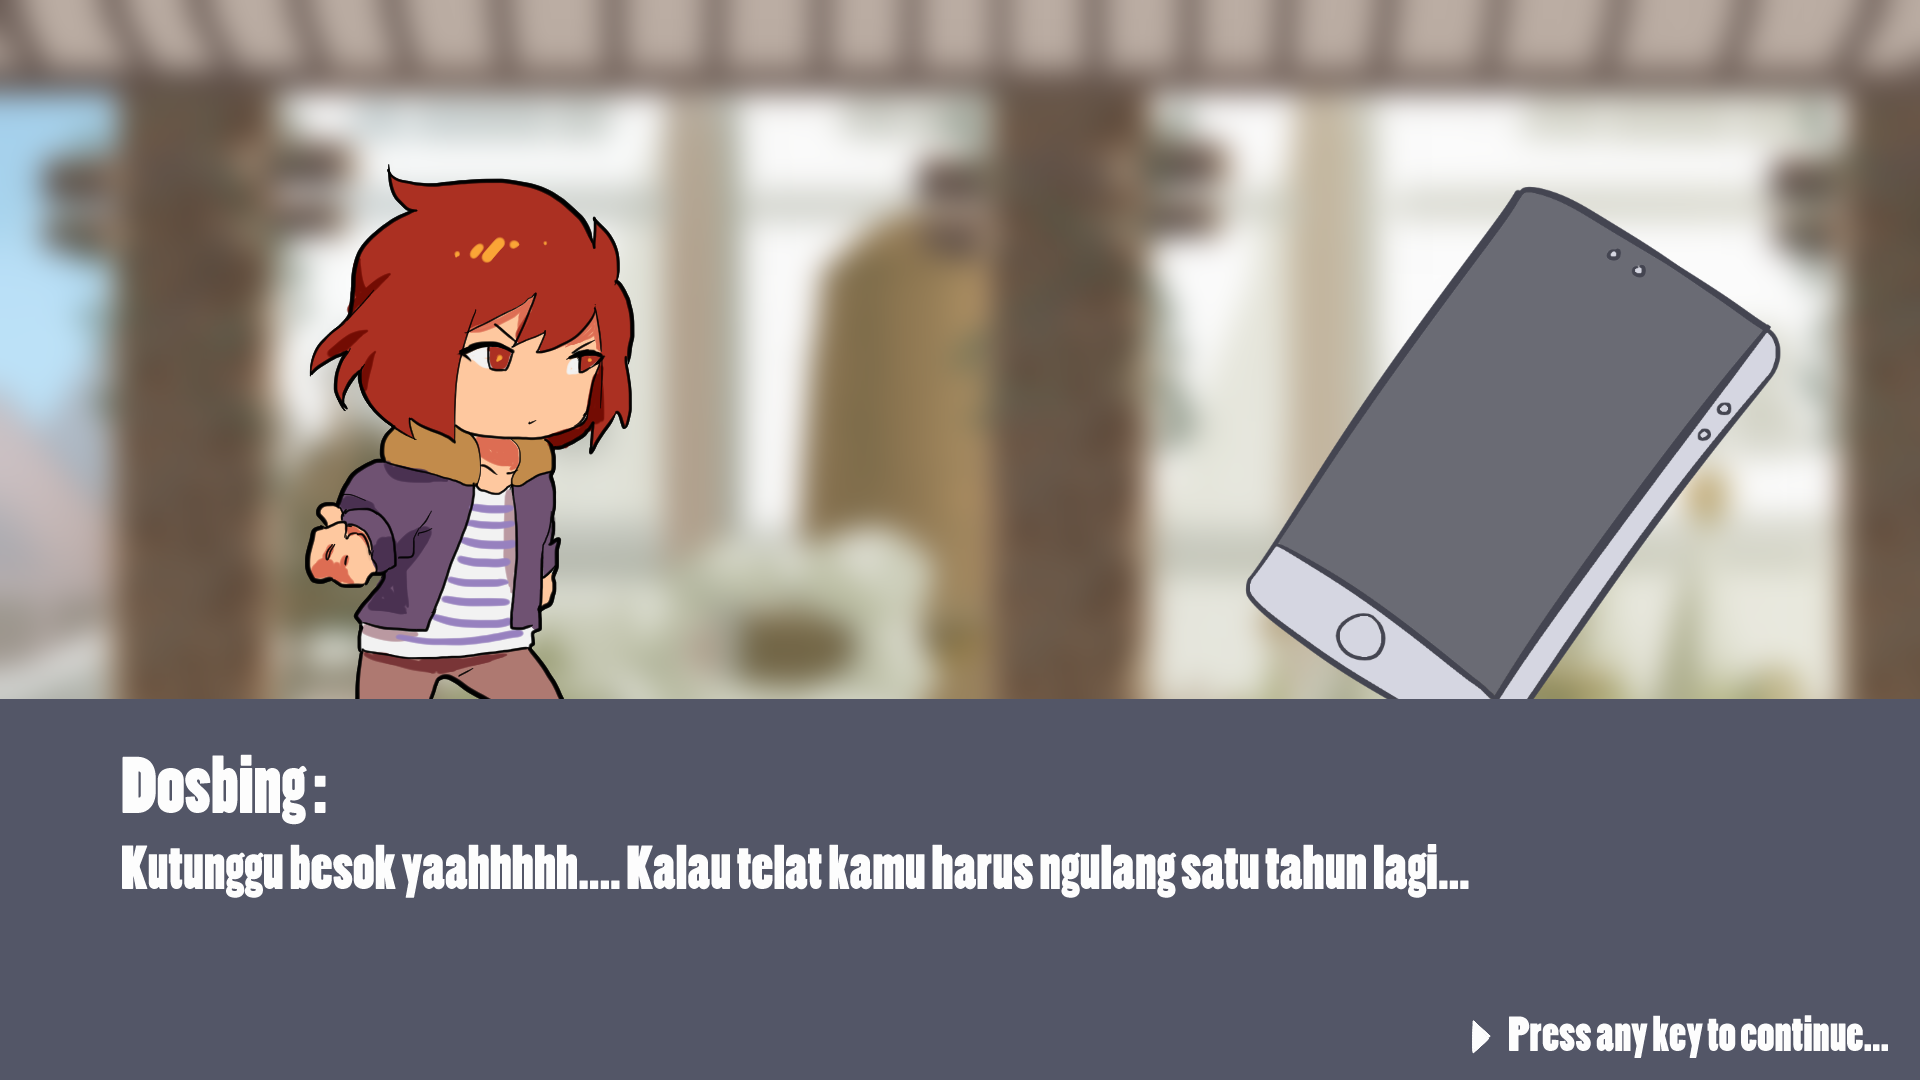 Dosbing :
Kutunggu besok yaahhhhh.... Kalau telat kamu harus ngulang satu tahun lagi...
Press any key to continue...